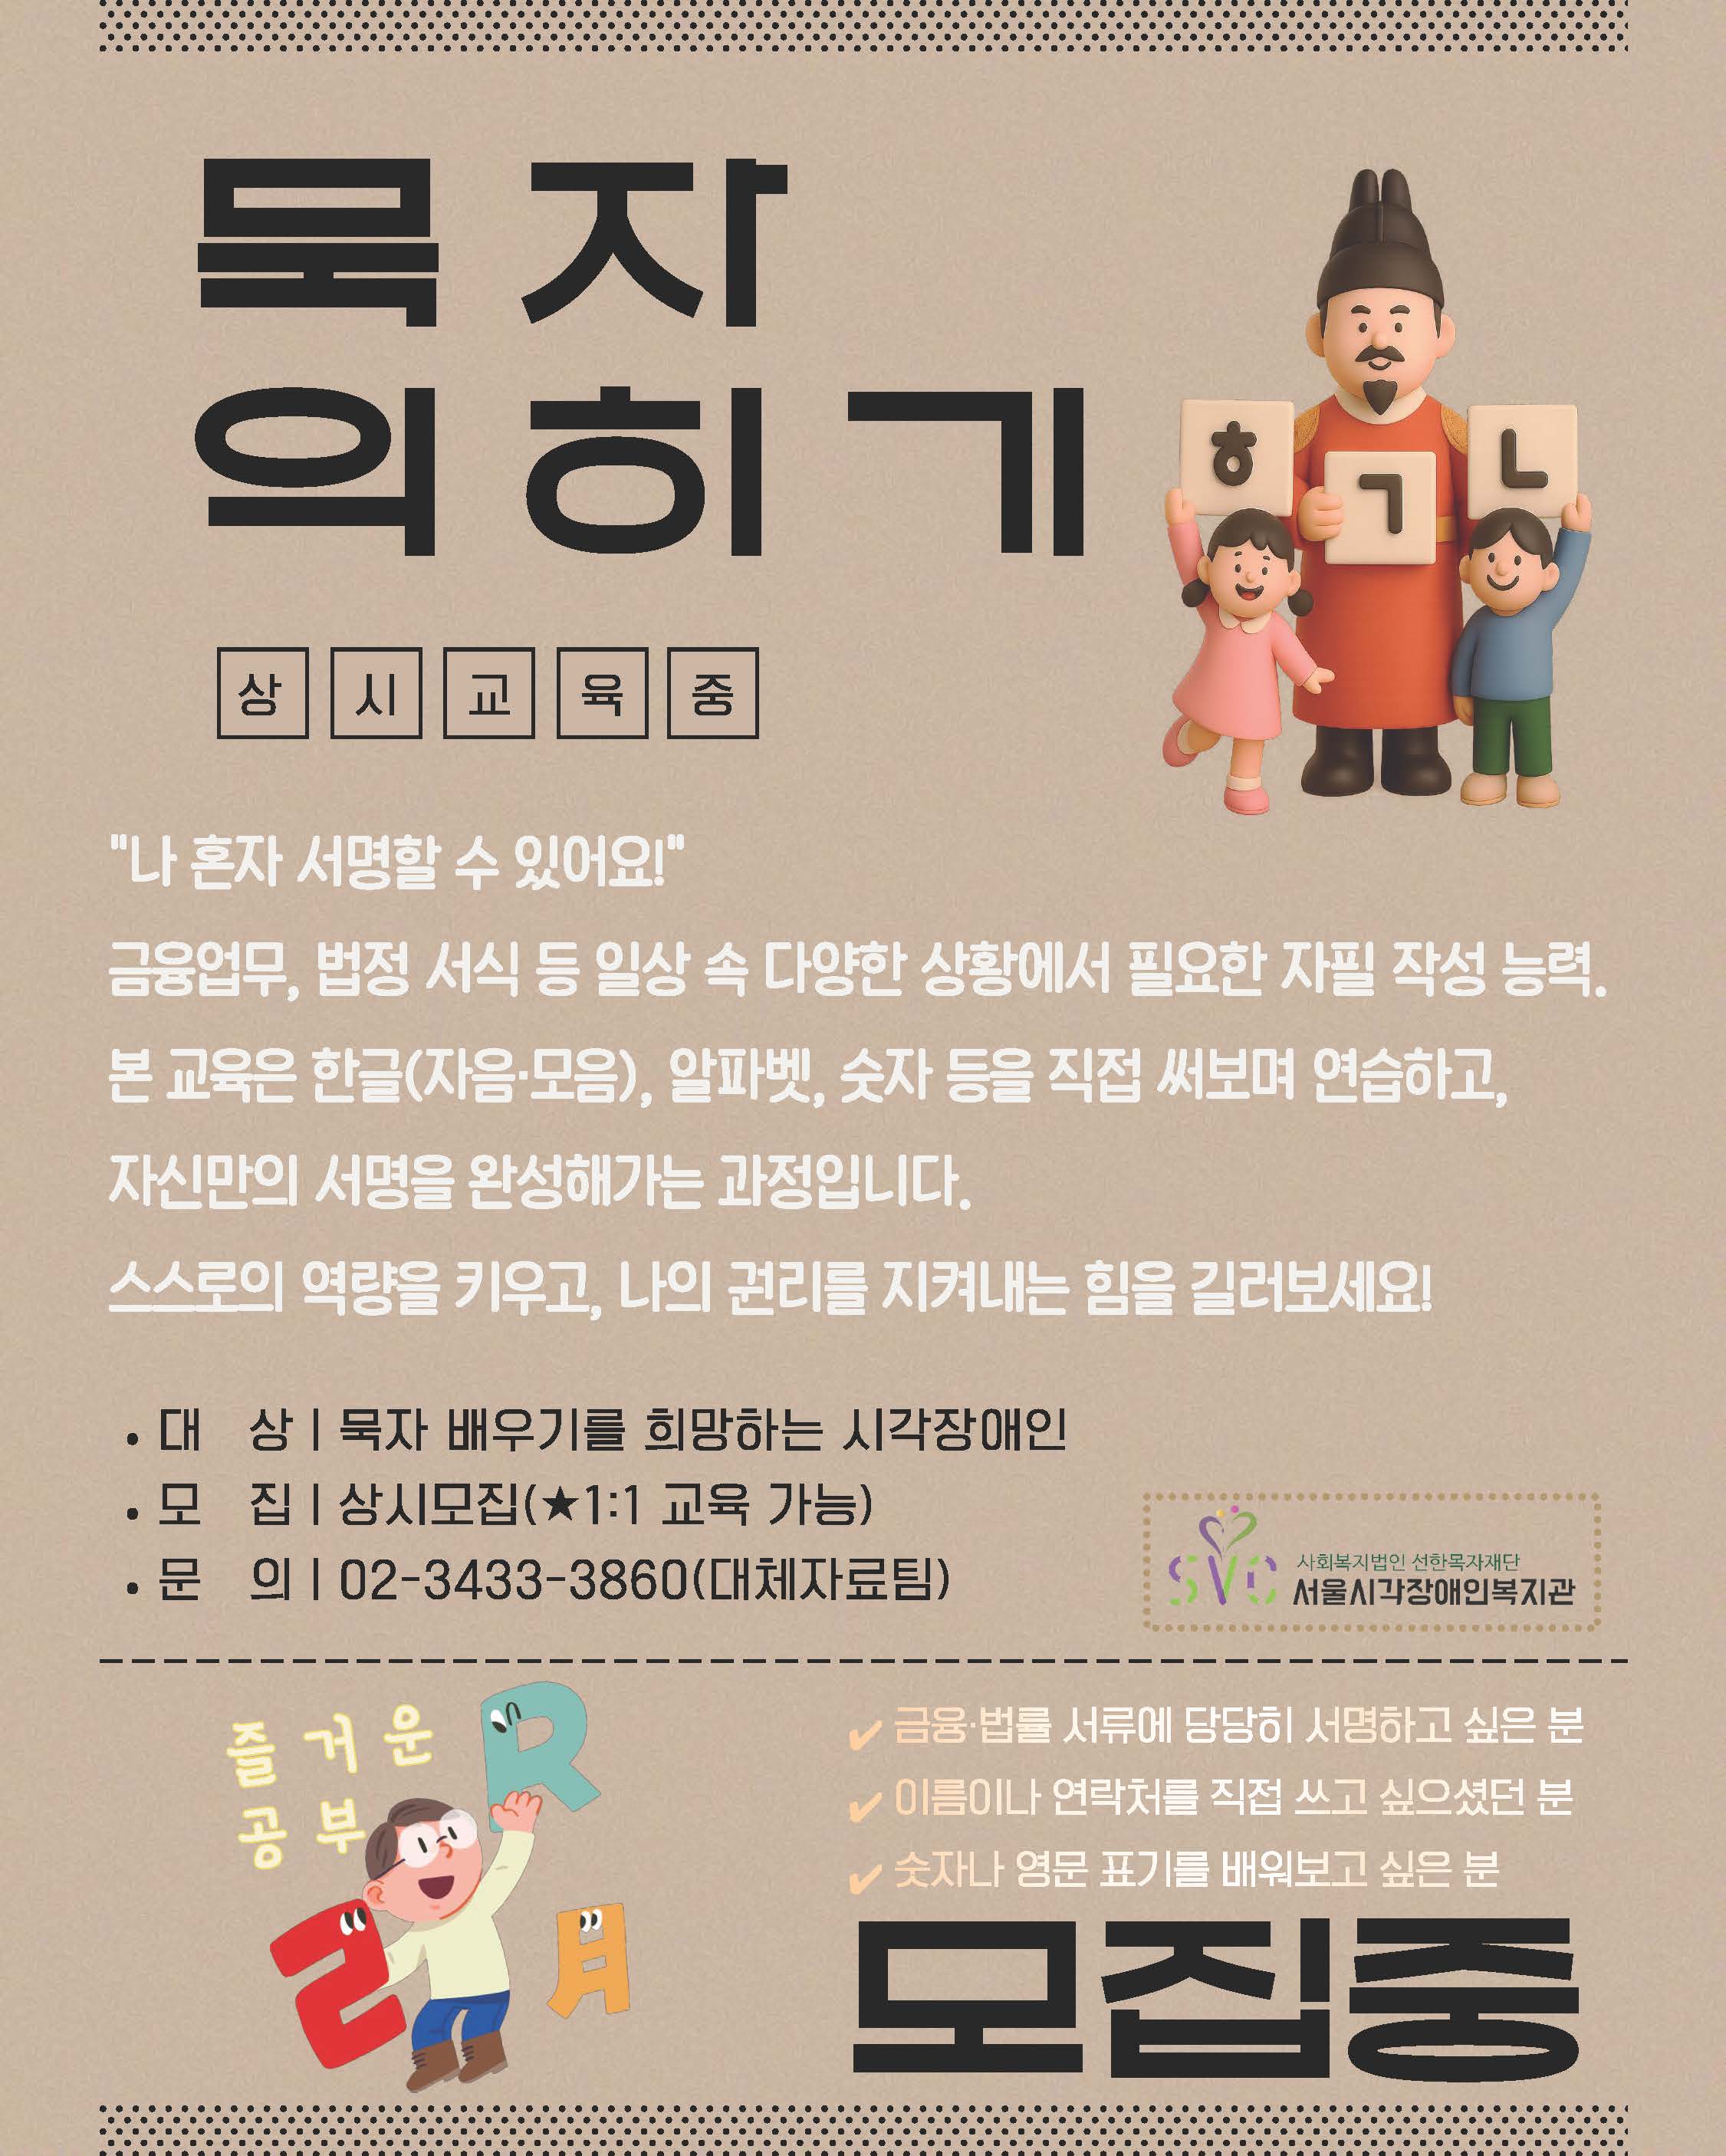 묵자
의히기
ㅎ
ㄱ
ㄴ
상시교육중
"나 혼자 서명할 수 있어요!"
금융업무, 법정 서식 등 일상 속 다양한 상황에서 필요한 자필 작성 능력.
본 교육은 한글(자음·모음), 알파벳, 숫자 등을 직접 써보며 연습하고,
자신만의 서명을 완성해가는 과정입니다.
스스로의 역량을 키우고, 나의 권리를 지켜내는 힘을 길러보세요!
• 대 상 | 묵자 배우기를 희망하는 시각장애인
• 모 집 | 상시모집(★1:1 교육 가능)
• 문 의 | 02-3433-3860(대체자료팀)
SVC
사회복지법인 선한목자재단
서울시각장애인복지관
즐거운
공부
R
근
ㅐ
✔ 금융·법률 서류에 당당히 서명하고 싶은 분
✔ 이름이나 연락처를 직접 쓰고 싶으셨던 분
✔ 숫자나 영문 표기를 배워보고 싶은 분
모집중